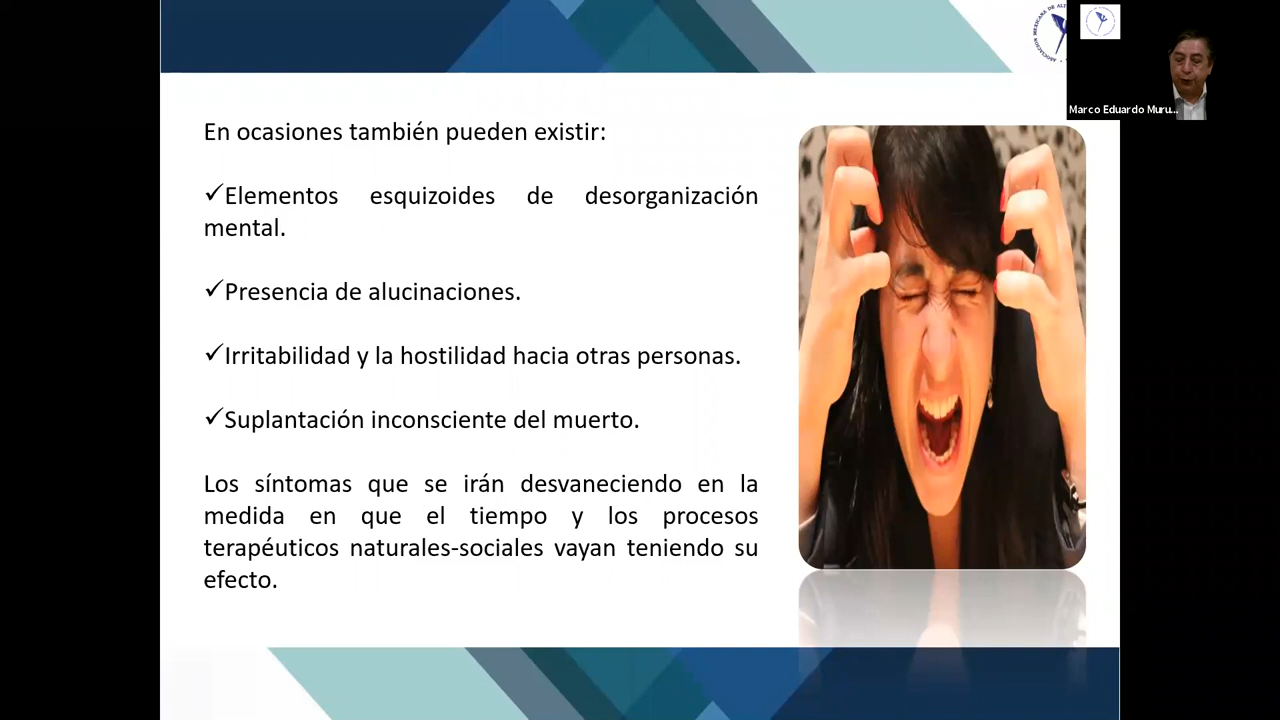 En ocasiones también pueden existir:
✓Elementos esquizoides de desorganización
mental.
✓Presencia de alucinaciones.
✓Irritabilidad y la hostilidad hacia otras personas.
✓Suplantación inconsciente del muerto.
Los síntomas que se irán desvaneciendo en la
medida en que el tiempo y los procesos
terapéuticos naturales-sociales vayan teniendo su
efecto.
Marco Eduardo Muru...